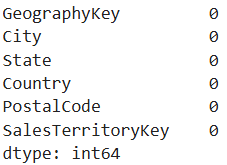 GeographyKey 0
City 0
State 0
Country 0
PostalCode 0
SalesTerritoryKey 0
dtype: int64